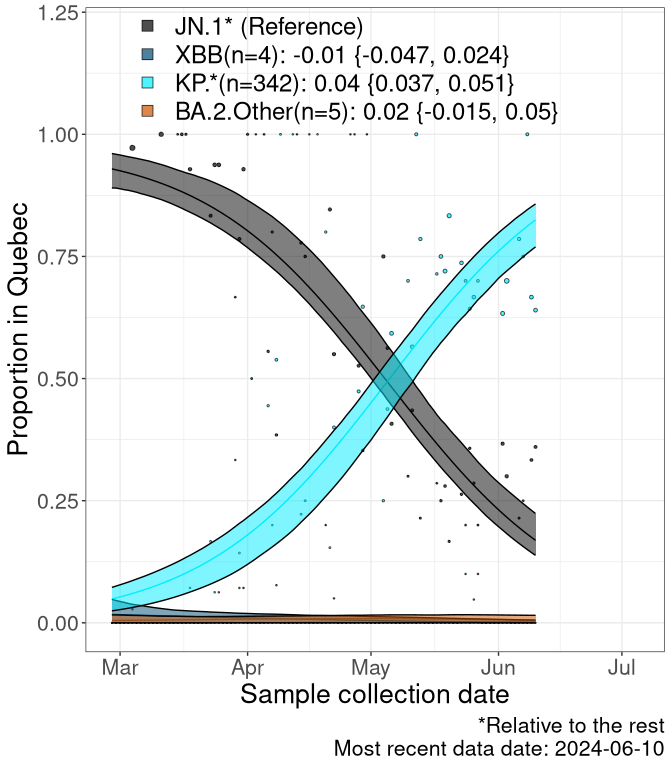 1.25
JN.1* (Reference)
XBB(n=4): -0.01 {-0.047, 0.024}
KP.*(n=342): 0.04 {0.037, 0.051}
BA.2.Other(n=5): 0.02 {-0.015, 0.05}
1.00
0.75
0.50
0.25
0.00
Proportion in Quebec
Mar Apr May Jun Jul
Sample collection date
*Relative to the rest
Most recent data date: 2024-06-10